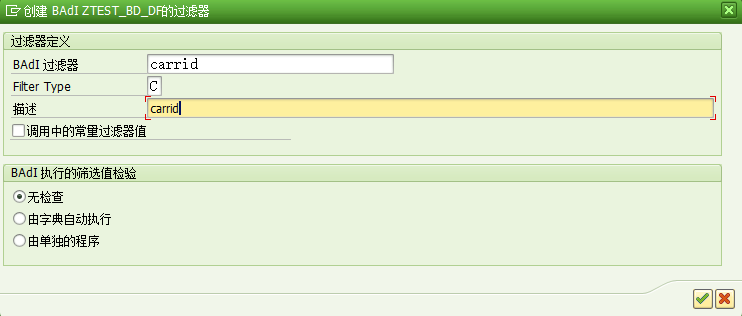 创建 BAdI ZTEST_BD_DF的过滤器
过滤器定义
BAdI 过滤器 carrid
Filter Type C
描述 carrid
调用中的常量过滤器值
BAdI 执行的筛选值检验
无检查
由字典自动执行
由单独的程序